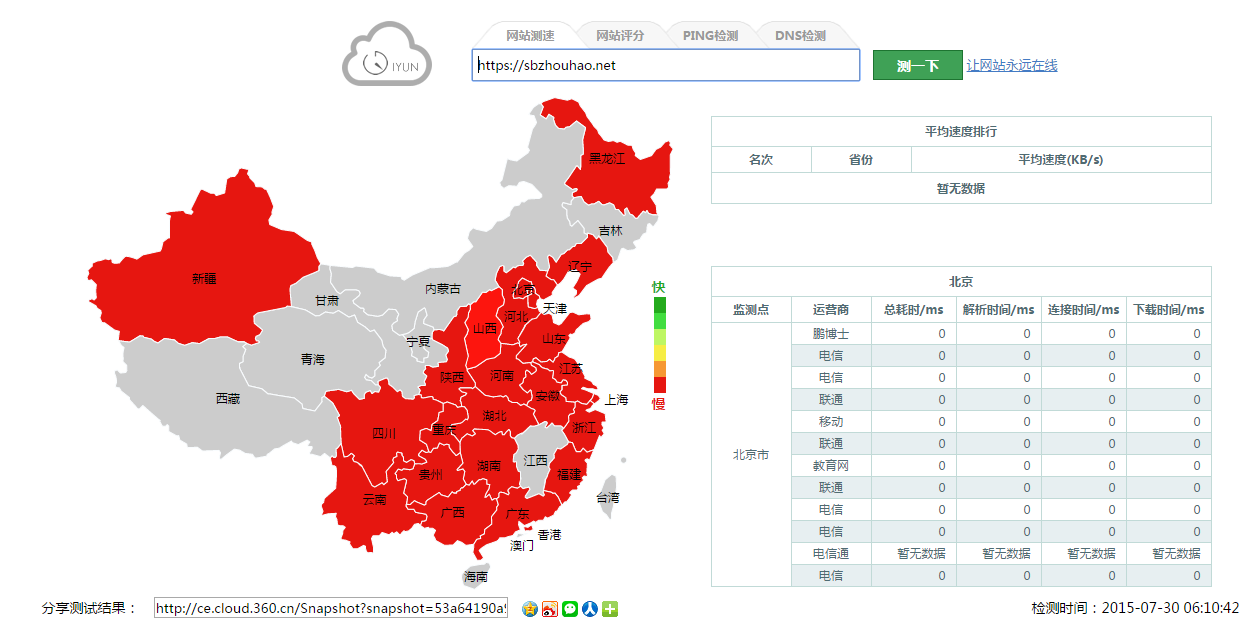 网站测速 网站评分 PING检测 DNS检测
IYUN
https://sbzhouhao.net
测一下 让网站永远在线
平均速度排行
名次 省份 平均速度(KB/s)
暂无数据
黑龙江
吉林
辽宁
新疆
甘肃
内蒙古
北京
天津
河北
山西
宁夏
山东
青海
陕西
河南
江苏
西藏
安徽
上海
湖北
四川
重庆
浙江
江西
湖南
贵州
福建
云南
台湾
广西
广东
香港
澳门
海南
快
慢
北京
监测点 运营商 总耗时/ms 解析时间/ms 连接时间/ms 下载时间/ms
北京市
鹏博士 0 0 0 0
电信 0 0 0 0
电信 0 0 0 0
联通 0 0 0 0
移动 0 0 0 0
联通 0 0 0 0
教育网 0 0 0 0
联通 0 0 0 0
电信 0 0 0 0
电信 0 0 0 0
电信通 暂无数据 暂无数据 暂无数据 暂无数据
电信 0 0 0 0
分享测试结果： http://ce.cloud.360.cn/Snapshot?snapshot=53a64190a
检测时间：2015-07-30 06:10:42